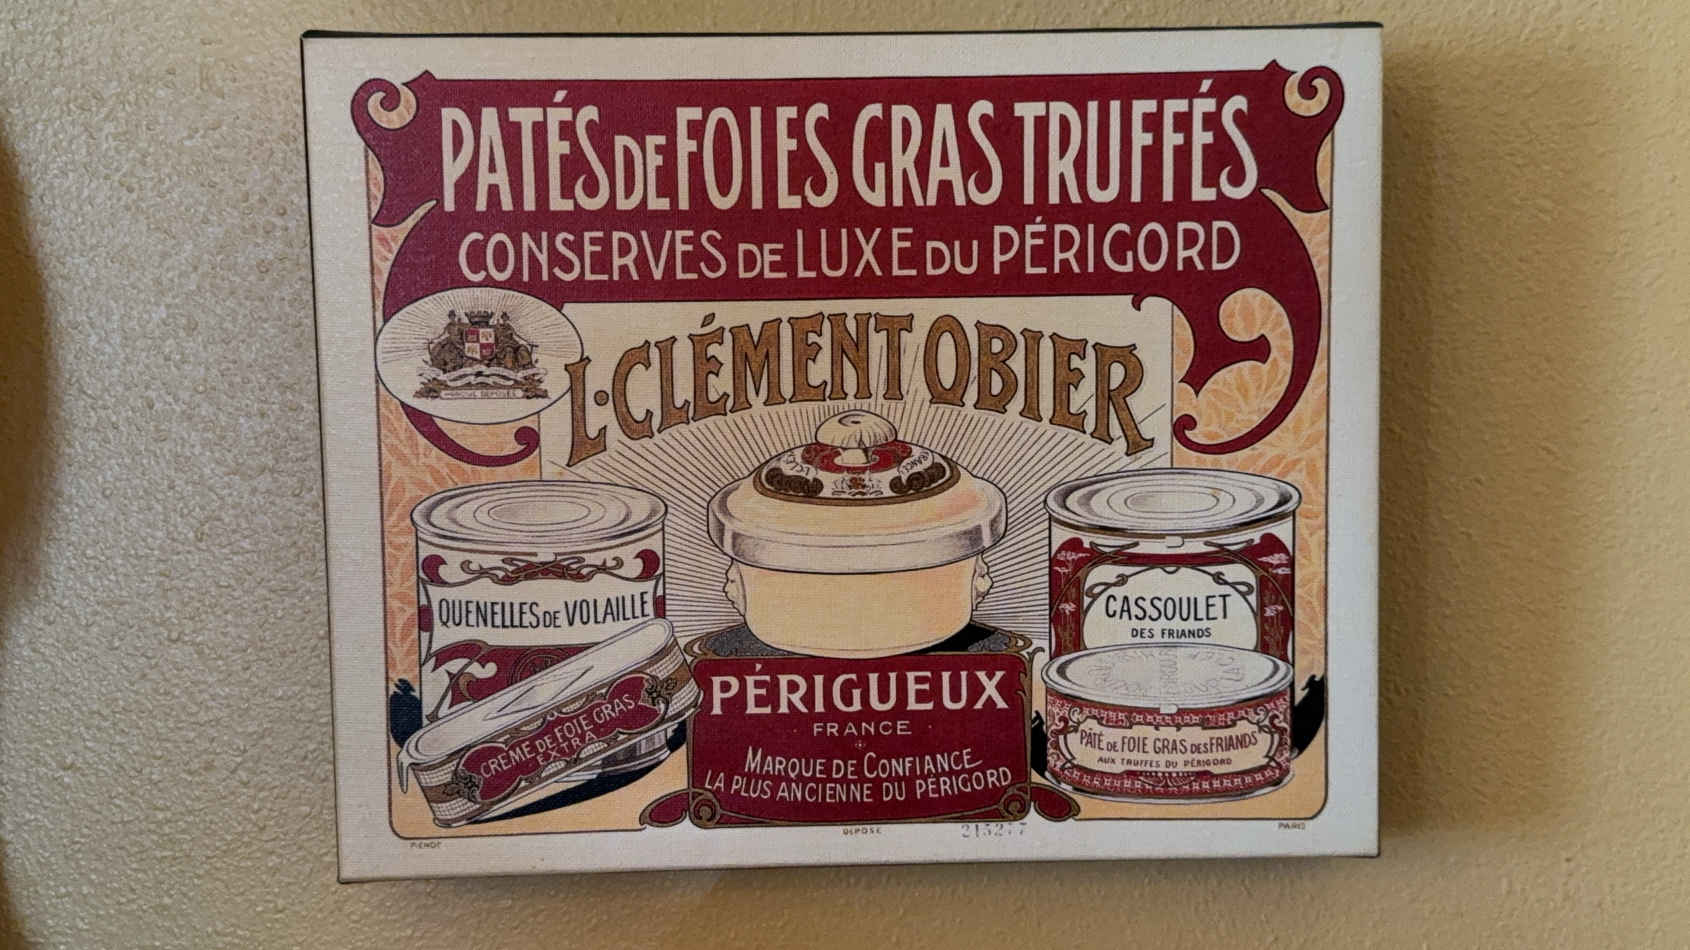 PATÉS DE FOIES GRAS TRUFFÉS
CONSERVES DE LUXE DU PÉRIGORD
L·CLÉMENT OBIER
MARQUE DEPOSÉE
QUENELLES DE VOLAILLE
CRÈME DE FOIE GRAS
EXTRA
CASSOULET
DES FRIANDS
PÂTÉ DE FOIE GRAS DES FRIANDS
AUX TRUFFES DU PÉRIGORD
PÉRIGUEUX
· FRANCE ·
MARQUE DE CONFIANCE
LA PLUS ANCIENNE DU PÉRIGORD
DÉPOSÉ
PARIS